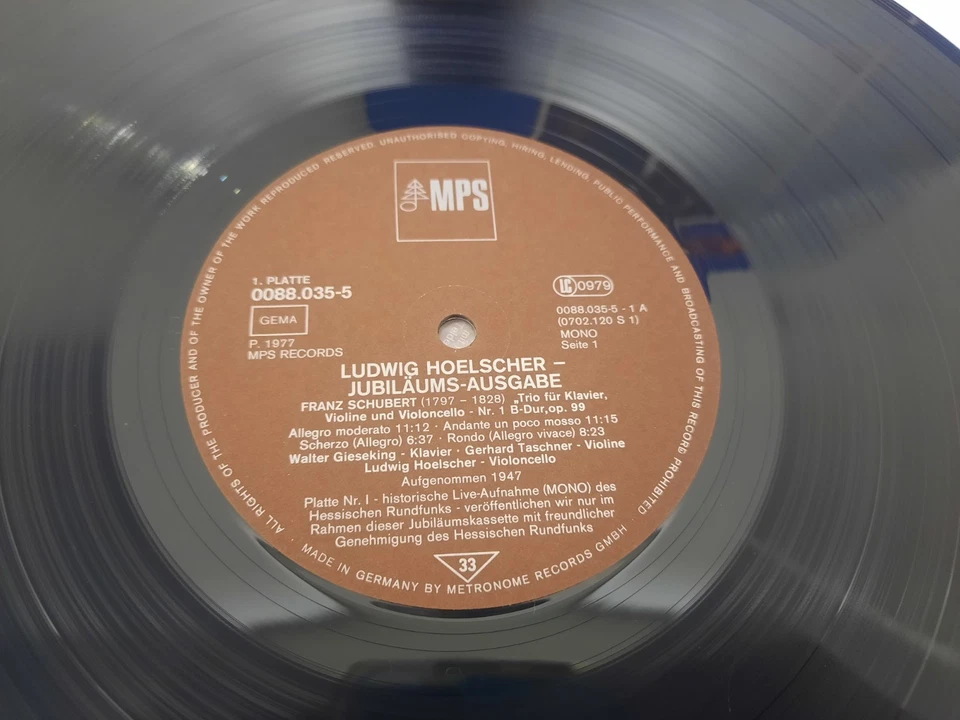 ALL RIGHTS OF THE PRODUCER AND OF THE OWNER OF THE WORK REPRODUCED RESERVED. UNAUTHORISED COPYING, HIRING, LENDING, PUBLIC PERFORMANCE AND BROADCASTING OF THIS RECORD PROHIBITED
MPS
1. PLATTE
0088.035-5
GEMA
P. 1977
MPS RECORDS
LC 0979
0088.035-5 - 1 A
(0702.120 S 1)
MONO
Seite 1
LUDWIG HOELSCHER –
JUBILÄUMS-AUSGABE
FRANZ SCHUBERT (1797 – 1828) „Trio für Klavier,
Violine und Violoncello - Nr. 1 B-Dur, op. 99
Allegro moderato 11:12 · Andante un poco mosso 11:15
Scherzo (Allegro) 6:37 · Rondo (Allegro vivace) 8:23
Walter Gieseking - Klavier · Gerhard Taschner - Violine
Ludwig Hoelscher - Violoncello
Aufgenommen 1947
Platte Nr. I - historische Live-Aufnahme (MONO) des
Hessischen Rundfunks - veröffentlichen wir nur im
Rahmen dieser Jubiläumskassette mit freundlicher
Genehmigung des Hessischen Rundfunks
33
· MADE IN GERMANY BY METRONOME RECORDS GMBH ·